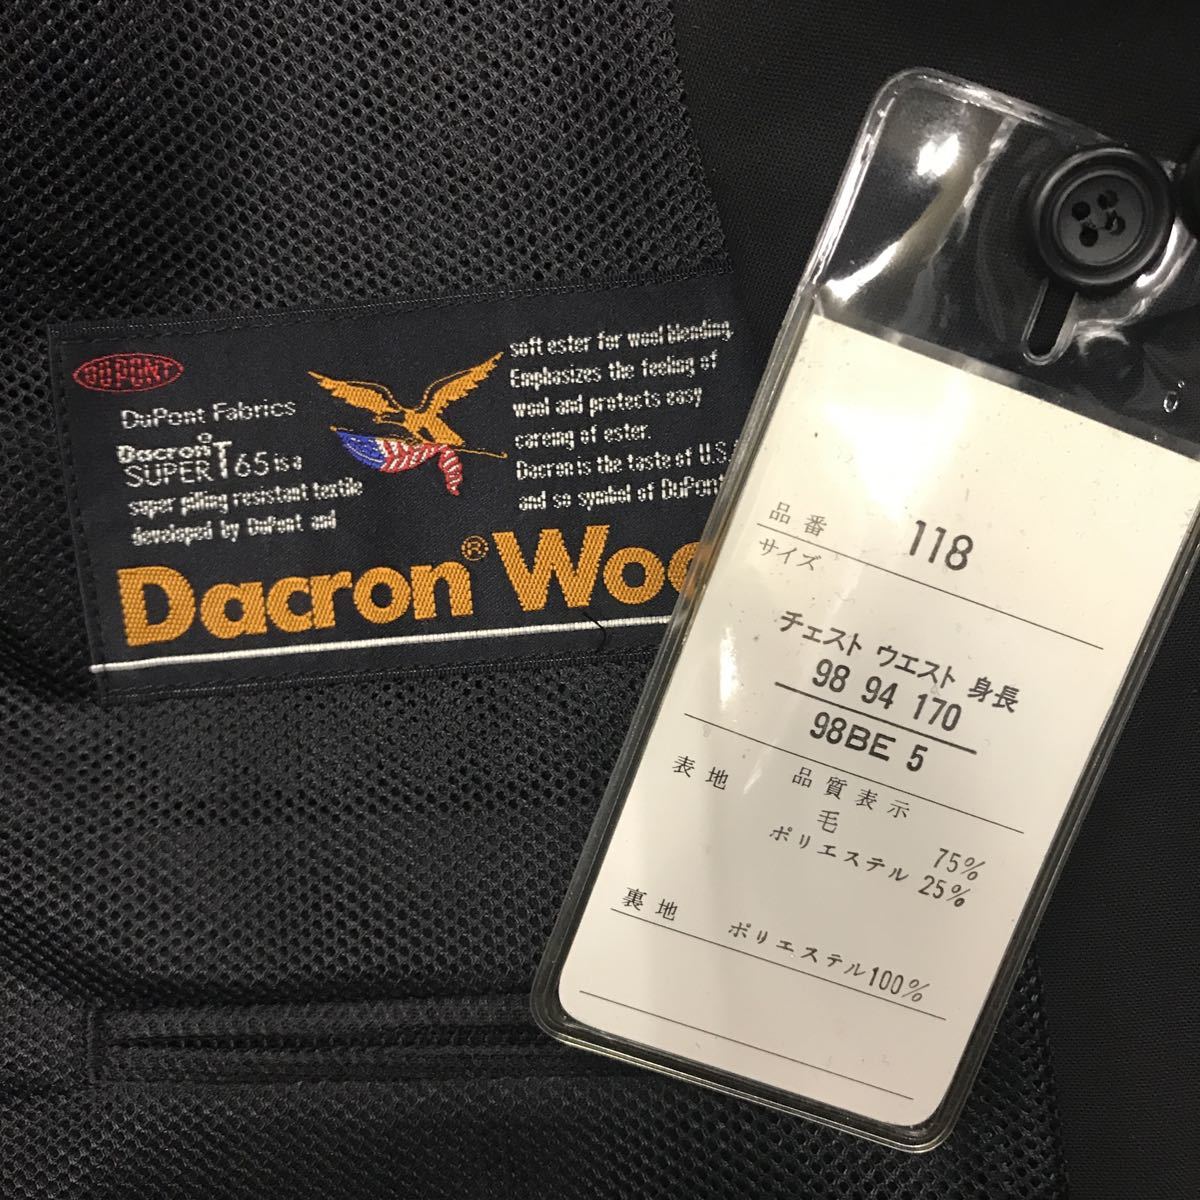 DUPONT
DuPont Fabrics
Dacron®
SUPER T65 is a
super pilling resistant textile
developed by DuPont and
soft ester for wool blending
Emphasizes the feeling of
wool and protects easy
careing of ester.
Dacron is the taste of U.S.
and so symbol of DuPont
Dacron® Woo
品番 118
サイズ
チェスト ウエスト 身長
98 94 170
98BE 5
品質表示
表地 毛 75%
ポリエステル 25%
裏地 ポリエステル100%